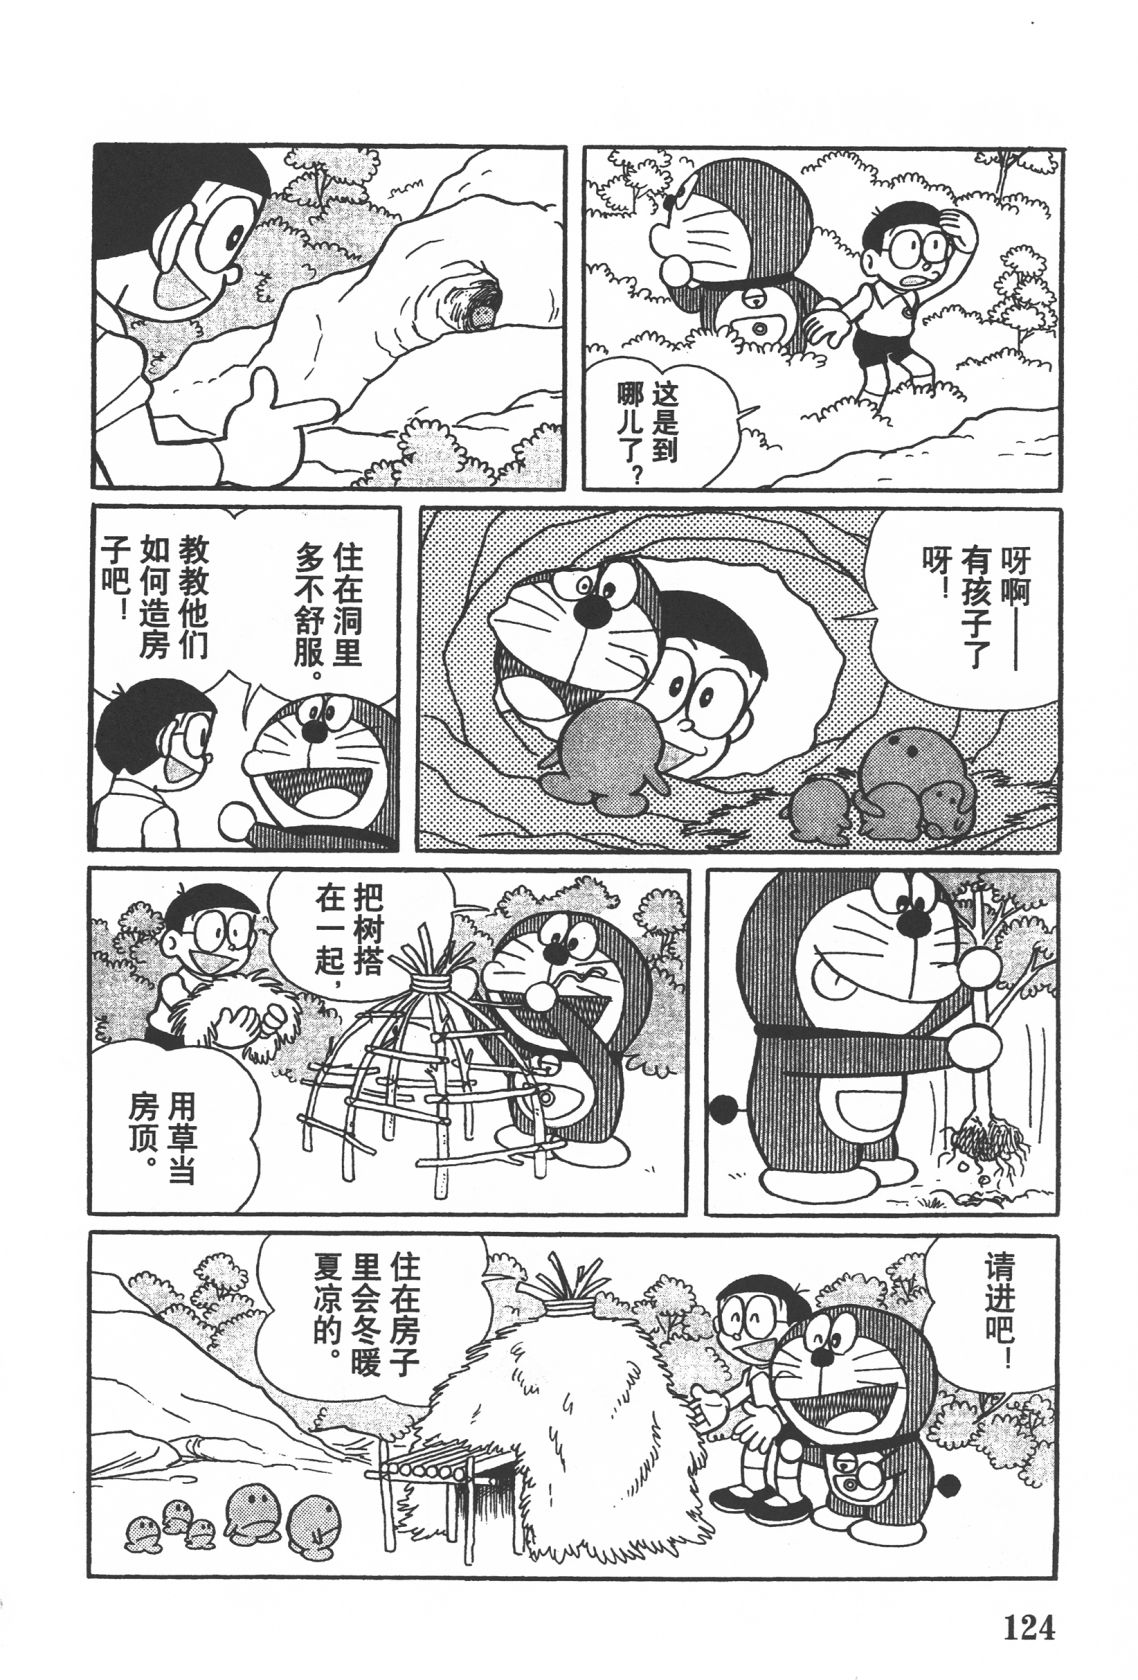 这是到
哪儿了？
呀啊——
有孩子了
呀！
住在洞里
多不舒服。
教教他们
如何造房
子吧！
把树搭
在一起，
用草当
房顶。
请进吧！
住在房子
里会冬暖
夏凉的。
124